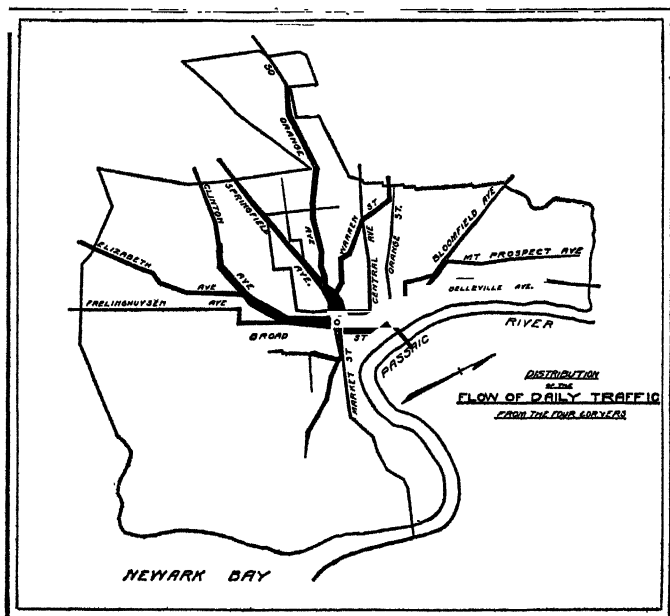 SO
ORANGE
AVE
CLINTON
AVE
SPRINGFIELD
AVE.
WARREN ST
CENTRAL AVE
ORANGE ST.
BLOOMFIELD AVE
MT PROSPECT AVE
BELLEVILLE AVE.
ELIZABETH
AVE
FRELINGHUYSEN AVE
BROAD ST
MARKET ST
PASSAIC
RIVER
DISTRIBUTION
OF THE
FLOW OF DAILY TRAFFIC
FROM THE FOUR CORNERS
NEWARK BAY